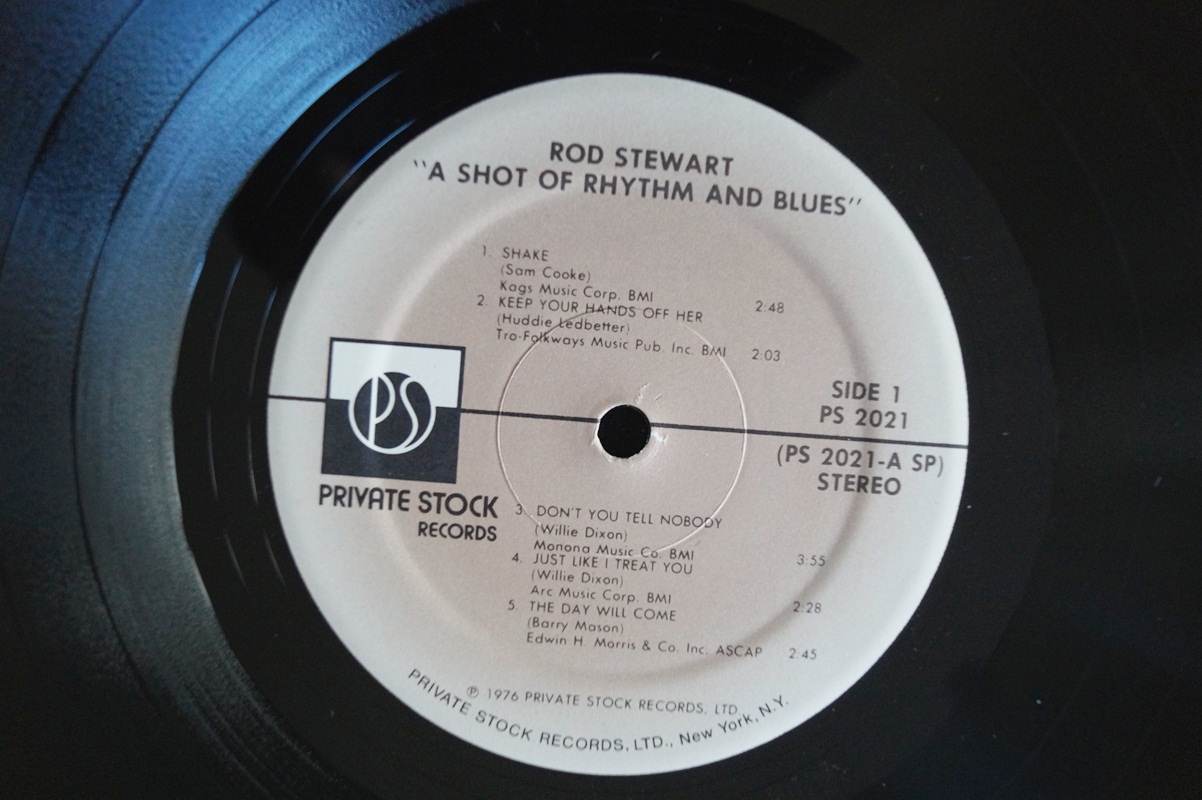 ROD STEWART
"A SHOT OF RHYTHM AND BLUES"
1. SHAKE
(Sam Cooke)
Kags Music Corp. BMI 2:48
2. KEEP YOUR HANDS OFF HER
(Huddie Ledbetter)
Tro-Folkways Music Pub. Inc. BMI 2:03
SIDE 1
PS 2021
(PS 2021-A SP)
STEREO
PS
PRIVATE STOCK
RECORDS
3. DON'T YOU TELL NOBODY
(Willie Dixon)
Monona Music Co. BMI 3:55
4. JUST LIKE I TREAT YOU
(Willie Dixon)
Arc Music Corp. BMI 2:28
5. THE DAY WILL COME
(Barry Mason)
Edwin H. Morris & Co. Inc. ASCAP 2:45
℗ 1976 PRIVATE STOCK RECORDS, LTD.
PRIVATE STOCK RECORDS, LTD., New York, N.Y.